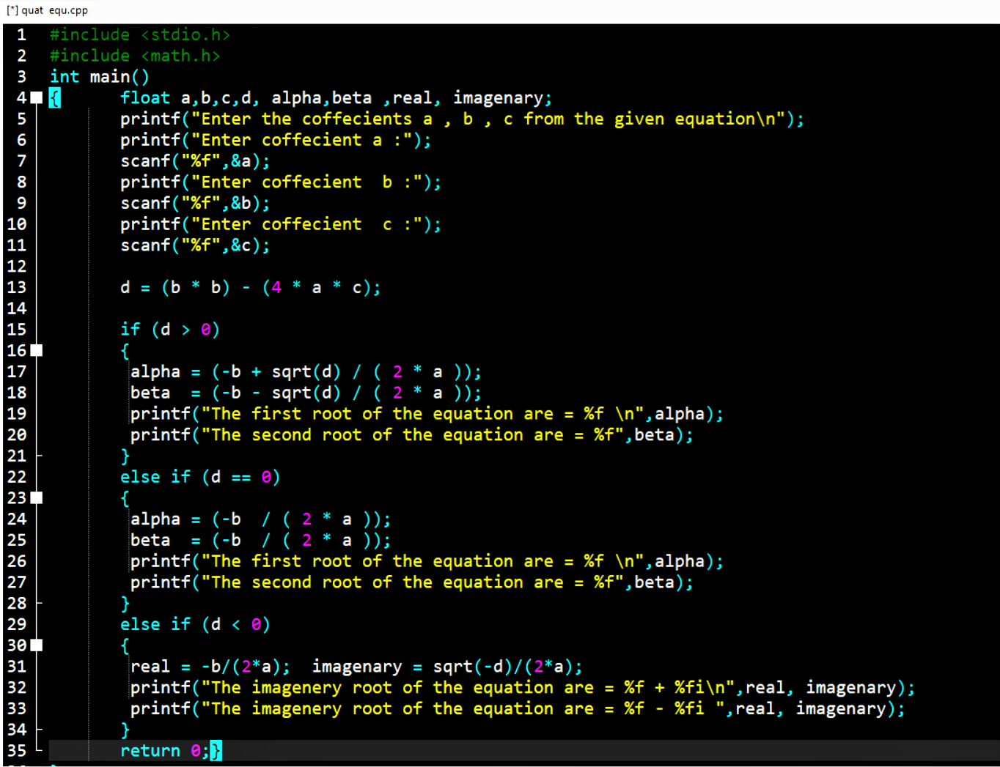 [*] quat equ.cpp
1 #include <stdio.h>
2 #include <math.h>
3 int main()
4 { float a,b,c,d, alpha,beta ,real, imagenary;
5 printf("Enter the coffecients a , b , c from the given equation\n");
6 printf("Enter coffecient a :");
7 scanf("%f",&a);
8 printf("Enter coffecient  b :");
9 scanf("%f",&b);
10 printf("Enter coffecient  c :");
11 scanf("%f",&c);
12
13 d = (b * b) - (4 * a * c);
14
15 if (d > 0)
16 {
17 alpha = (-b + sqrt(d) / ( 2 * a ));
18 beta  = (-b - sqrt(d) / ( 2 * a ));
19 printf("The first root of the equation are = %f \n",alpha);
20 printf("The second root of the equation are = %f",beta);
21 }
22 else if (d == 0)
23 {
24 alpha = (-b  / ( 2 * a ));
25 beta  = (-b  / ( 2 * a ));
26 printf("The first root of the equation are = %f \n",alpha);
27 printf("The second root of the equation are = %f",beta);
28 }
29 else if (d < 0)
30 {
31 real = -b/(2*a);  imagenary = sqrt(-d)/(2*a);
32 printf("The imagenery root of the equation are = %f + %fi\n",real, imagenary);
33 printf("The imagenery root of the equation are = %f - %fi ",real, imagenary);
34 }
35 return 0;}